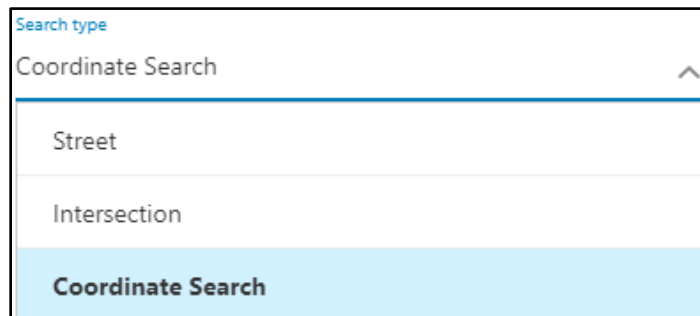 Search type
Coordinate Search
Street
Intersection
Coordinate Search